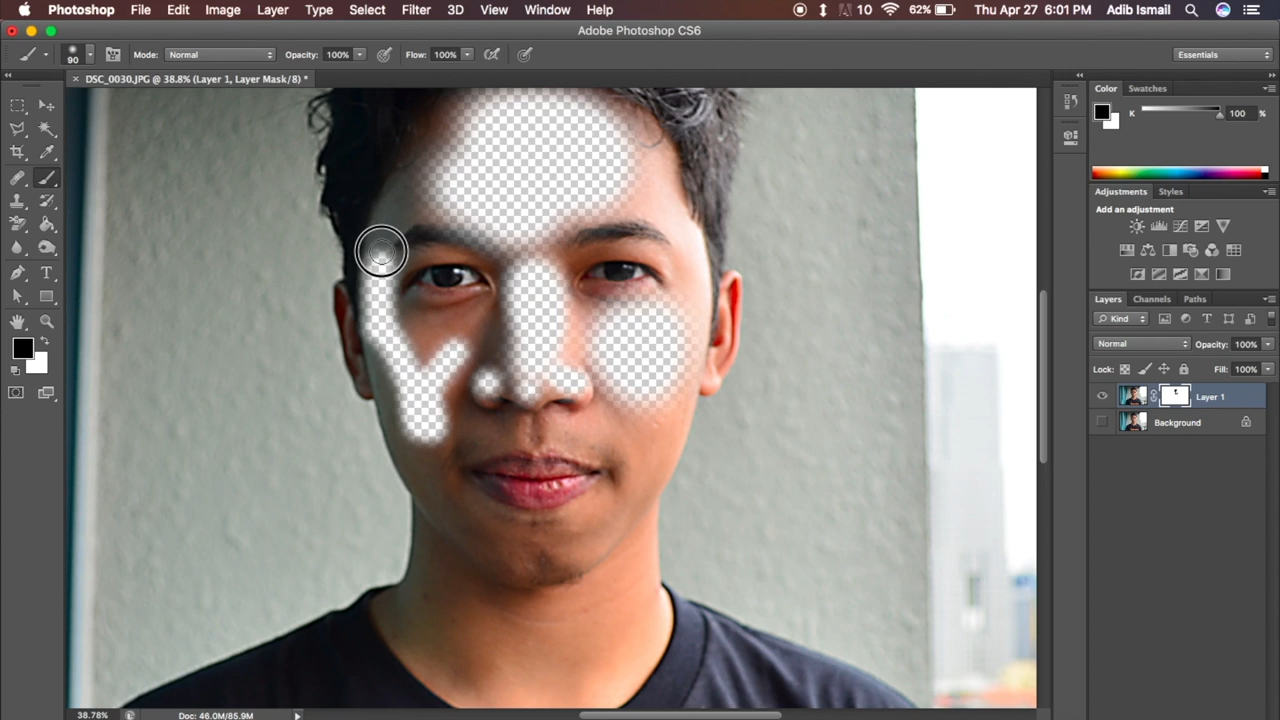 Photoshop File Edit Image Layer Type Select Filter 3D View Window Help 10 62% Thu Apr 27 6:01 PM Adib Ismail
Adobe Photoshop CS6
90 Mode: Normal Opacity: 100% Flow: 100% Essentials
× DSC_0030.JPG @ 38.8% (Layer 1, Layer Mask/8) *
Color Swatches
K 100 %
Adjustments Styles
Add an adjustment
Layers Channels Paths
Kind
Normal Opacity: 100%
Lock: Fill: 100%
Layer 1
Background
38.78% Doc: 46.0M/85.9M